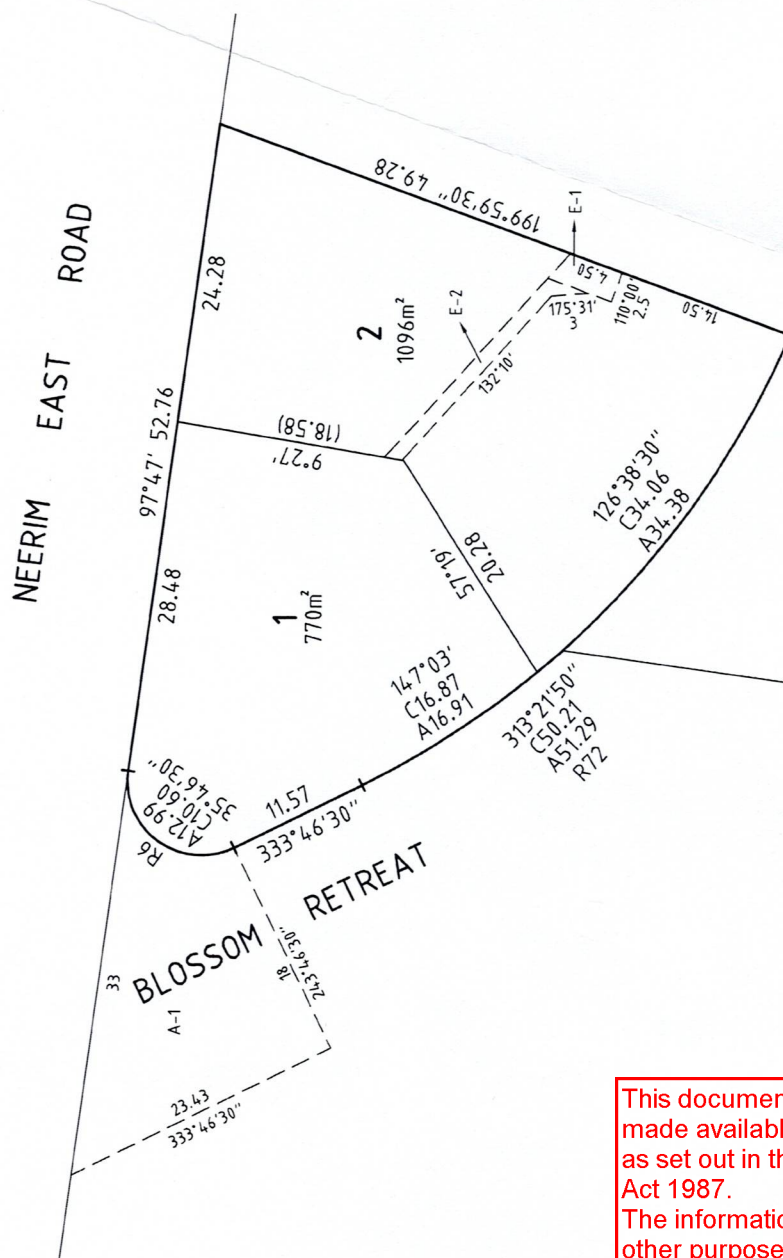 NEERIM EAST ROAD
97°47' 52.76
24.28
28.48
199°59'30" 49.28
E-1
4.50
14.50
110°00'
2.5
175°31'
3
E-2
132°10'
2
1096m²
(18.58)
9°27'
57°19'
20.28
1
770m²
126°38'30"
C34.06
A34.38
147°03'
C16.87
A16.91
313°21'50"
C50.21
A51.29
R72
R6
A12.99
C10.60
35°46'30"
11.57
333°46'30"
BLOSSOM RETREAT
33
A-1
18
243°46'30"
23.43
333°46'30"
This documen
made availabl
as set out in th
Act 1987.
The informatio
other purpose